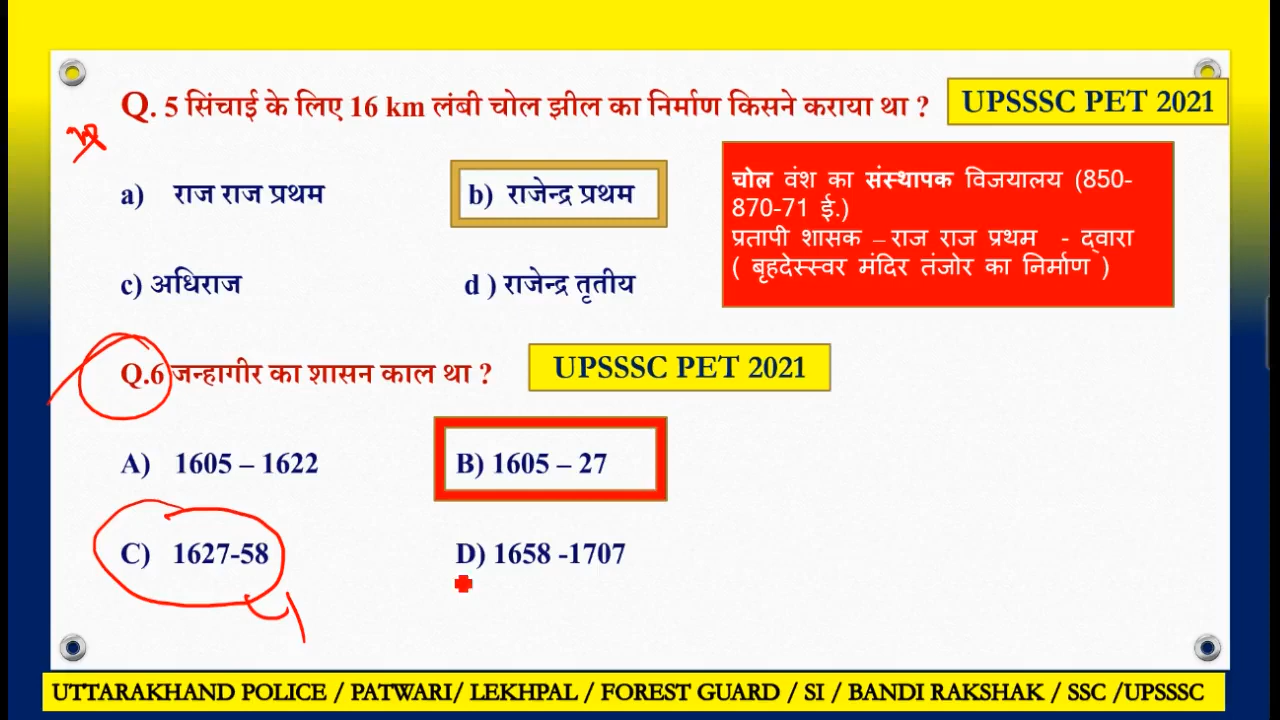 Q. 5 सिंचाई के लिए 16 km लंबी चोल झील का निर्माण किसने कराया था ?
UPSSSC PET 2021
a) राज राज प्रथम
b) राजेन्द्र प्रथम
c) अधिराज
d ) राजेन्द्र तृतीय
चोल वंश का संस्थापक विजयालय (850-
870-71 ई.)
प्रतापी शासक – राज राज प्रथम - द्वारा
( बृहदेस्स्वर मंदिर तंजोर का निर्माण )
Q.6 जन्हागीर का शासन काल था ?
UPSSSC PET 2021
A) 1605 – 1622
B) 1605 – 27
C) 1627-58
D) 1658 -1707
UTTARAKHAND POLICE / PATWARI/ LEKHPAL / FOREST GUARD / SI / BANDI RAKSHAK / SSC /UPSSSC